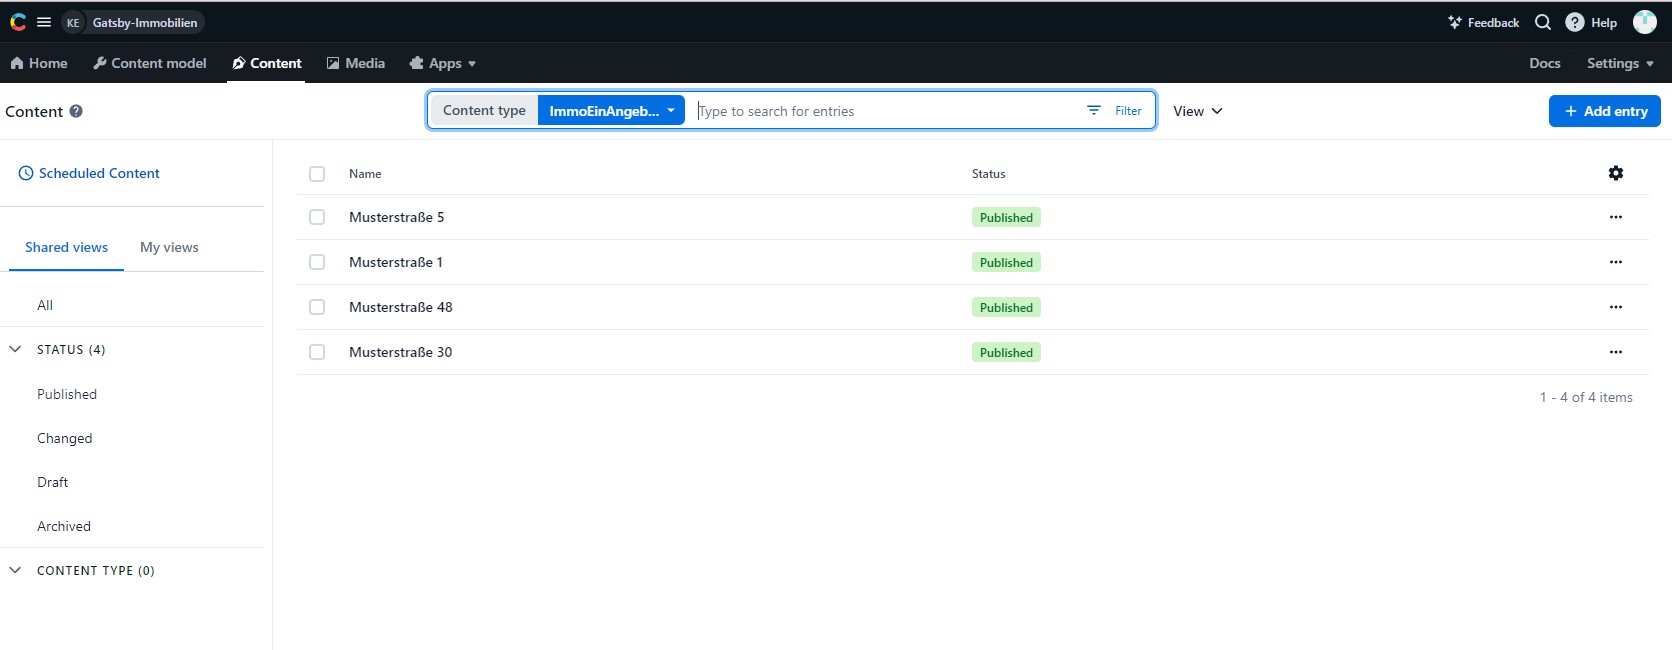 KE Gatsby-Immobilien Feedback Help
Home Content model Content Media Apps Docs Settings
Content Content type ImmoEinAngeb... Type to search for entries Filter View + Add entry
Scheduled Content
Name Status
Musterstraße 5 Published
Shared views My views
Musterstraße 1 Published
All
Musterstraße 48 Published
STATUS (4)
Musterstraße 30 Published
Published
1 - 4 of 4 items
Changed
Draft
Archived
CONTENT TYPE (0)